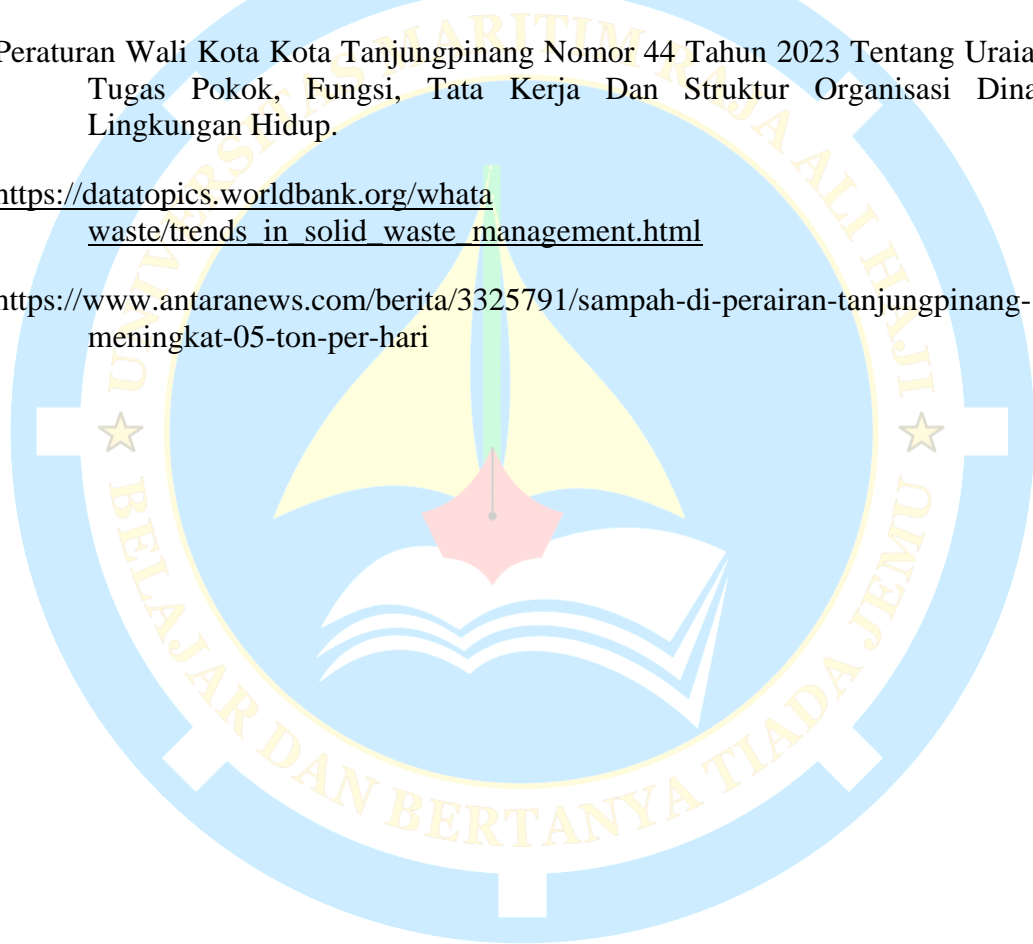 Peraturan Wali Kota Kota Tanjungpinang Nomor 44 Tahun 2023 Tentang Uraia
Tugas Pokok, Fungsi, Tata Kerja Dan Struktur Organisasi Dina
Lingkungan Hidup.
https://datatopics.worldbank.org/whata
waste/trends_in_solid_waste_management.html
https://www.antaranews.com/berita/3325791/sampah-di-perairan-tanjungpinang-
meningkat-05-ton-per-hari
UNIVERSITAS MARITIM RAJA ALI HAJI
BELAJAR DAN BERTANYA TIADA JEMU